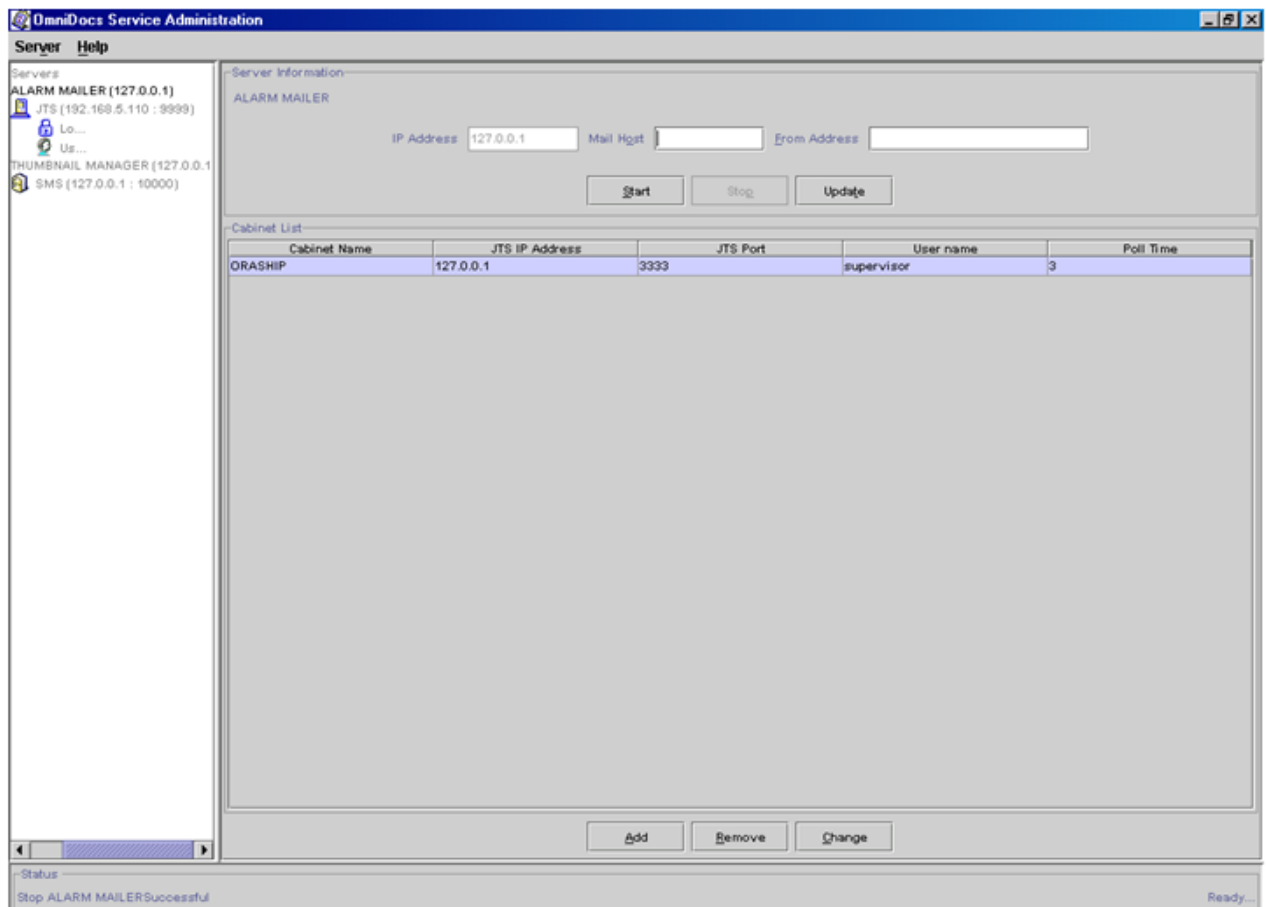 OmniDocs Service Administration
Server Help
Servers
ALARM MAILER (127.0.0.1)
JTS (192.168.5.110 : 9999)
Lo...
Us...
THUMBNAIL MANAGER (127.0.0.1
SMS (127.0.0.1 : 10000)
Server Information
ALARM MAILER
IP Address 127.0.0.1 Mail Host From Address
Start Stop Update
Cabinet List
Cabinet Name JTS IP Address JTS Port User name Poll Time
ORASHIP 127.0.0.1 3333 supervisor 3
Add Remove Change
Status
Stop ALARM MAILERSuccessful Ready...